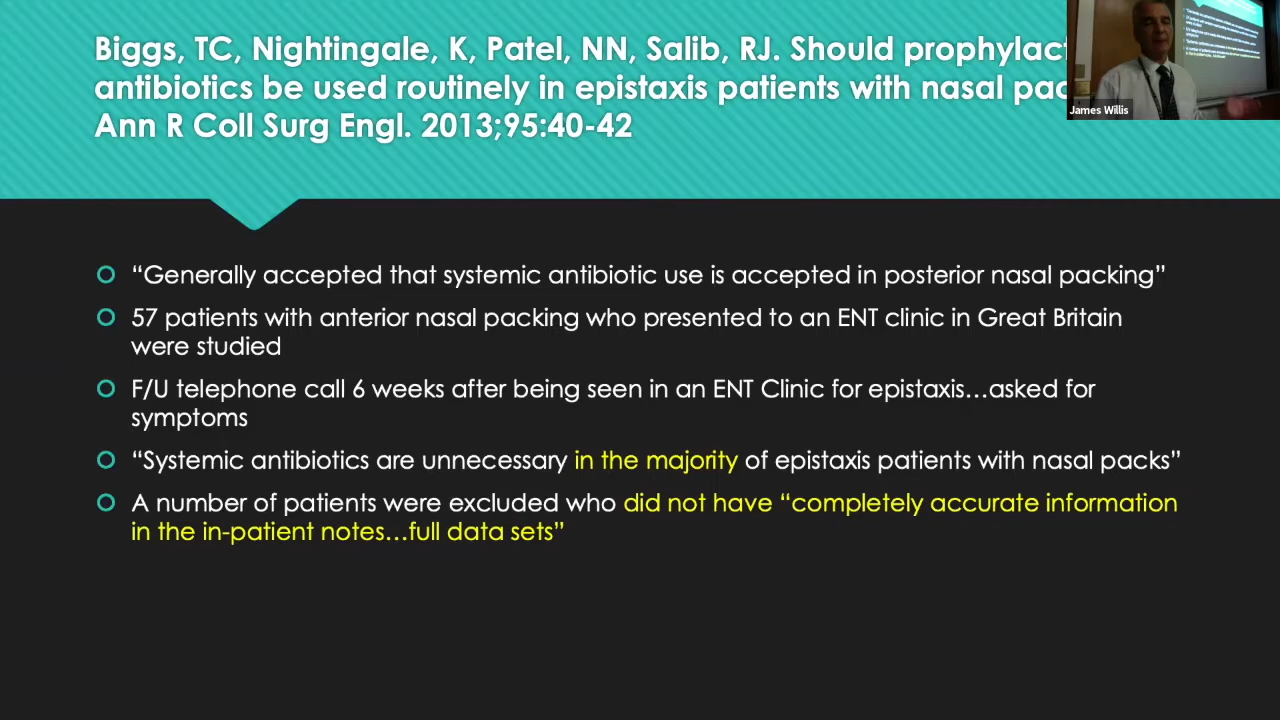 Biggs, TC, Nightingale, K, Patel, NN, Salib, RJ. Should
antibiotics be used routinely in epistaxis patients with nasal
Ann R Coll Surg Engl. 2013;95:40-42
James Willis
“Generally accepted that systemic antibiotic use is accepted in posterior nasal packing”
57 patients with anterior nasal packing who presented to an ENT clinic in Great Britain
were studied
F/U telephone call 6 weeks after being seen in an ENT Clinic for epistaxis…asked for
symptoms
“Systemic antibiotics are unnecessary in the majority of epistaxis patients with nasal packs”
A number of patients were excluded who did not have “completely accurate information
in the in-patient notes…full data sets”